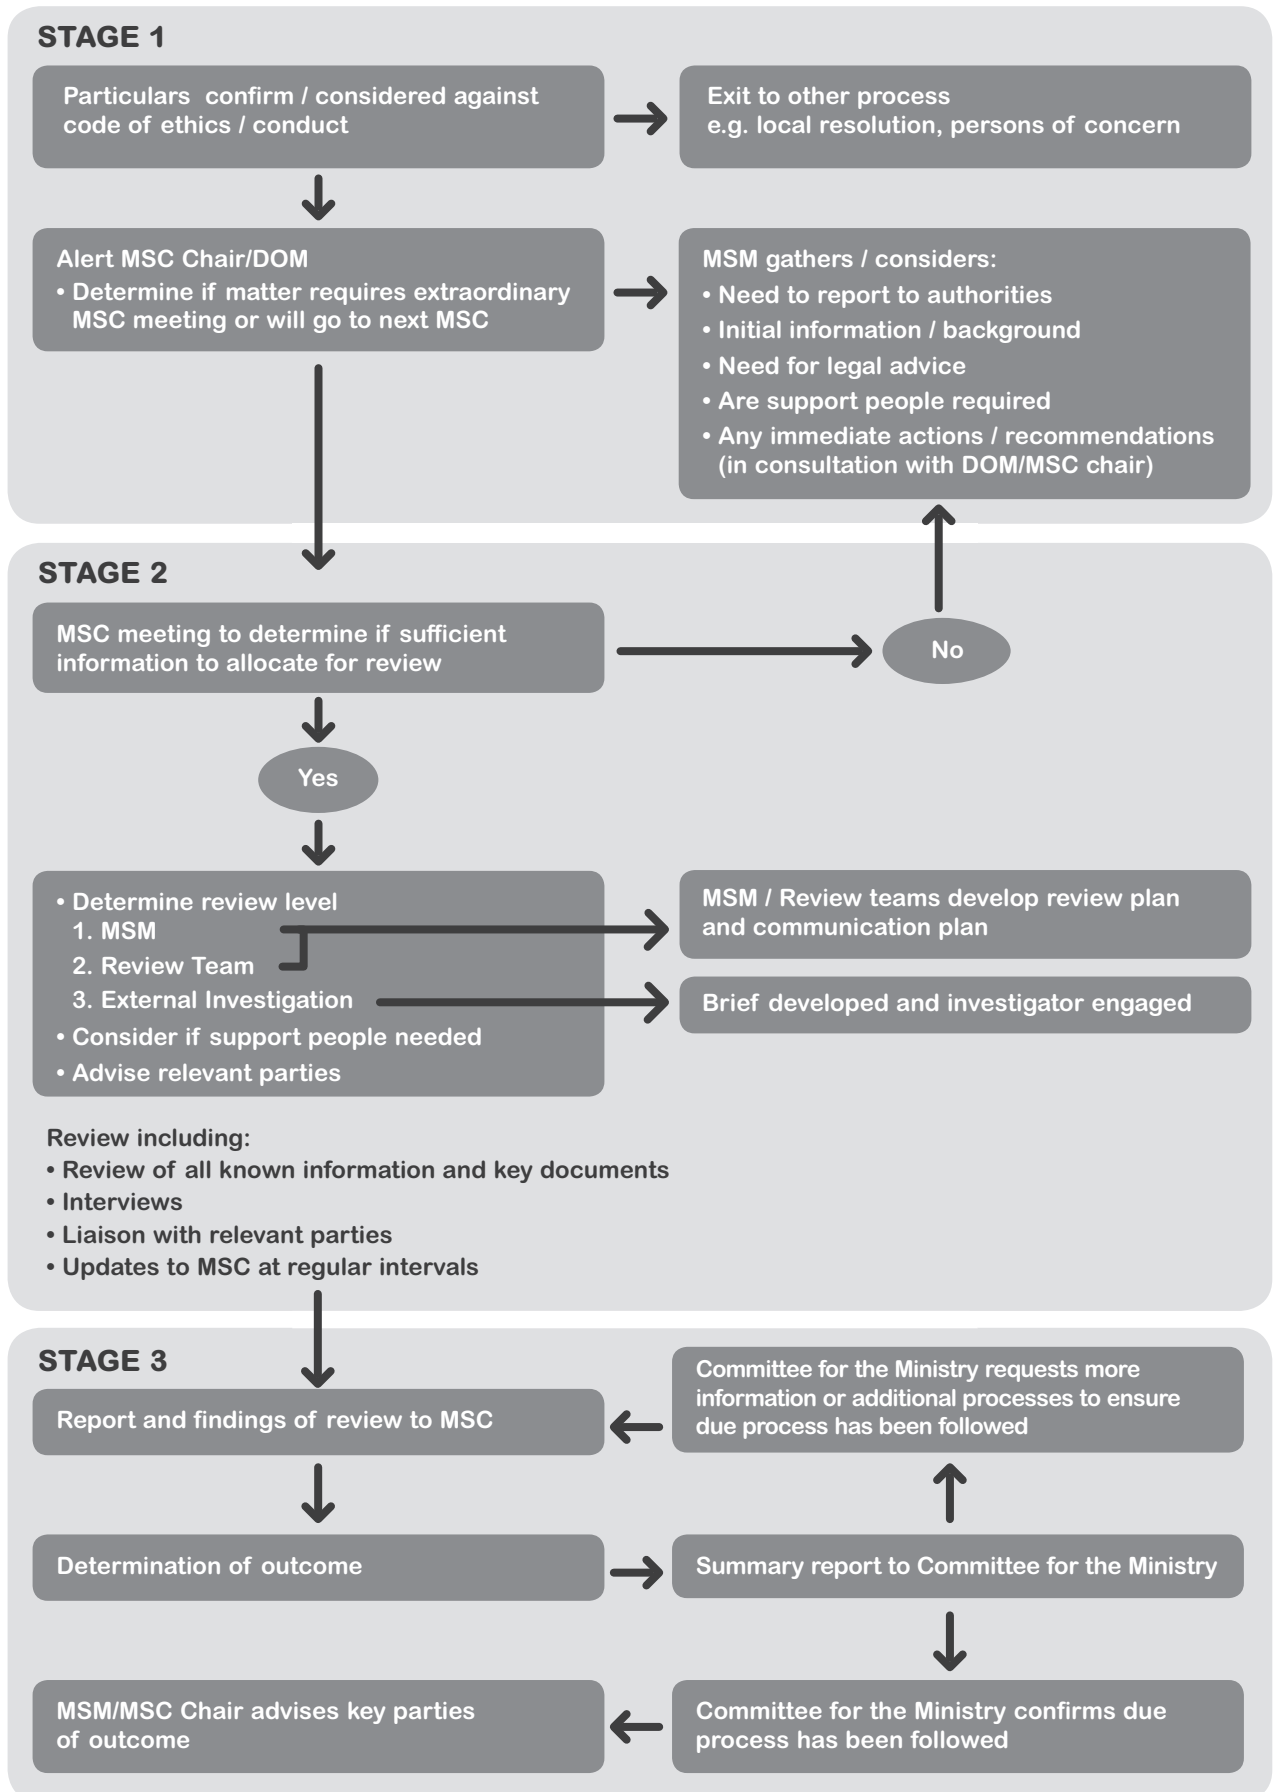 STAGE 1
Particulars confirm / considered against
code of ethics / conduct
Exit to other process
e.g. local resolution, persons of concern
Alert MSC Chair/DOM
• Determine if matter requires extraordinary
MSC meeting or will go to next MSC
MSM gathers / considers:
• Need to report to authorities
• Initial information / background
• Need for legal advice
• Are support people required
• Any immediate actions / recommendations
(in consultation with DOM/MSC chair)
STAGE 2
MSC meeting to determine if sufficient
information to allocate for review
No
Yes
• Determine review level
1. MSM
2. Review Team
3. External Investigation
• Consider if support people needed
• Advise relevant parties
MSM / Review teams develop review plan
and communication plan
Brief developed and investigator engaged
Review including:
• Review of all known information and key documents
• Interviews
• Liaison with relevant parties
• Updates to MSC at regular intervals
STAGE 3
Report and findings of review to MSC
Committee for the Ministry requests more
information or additional processes to ensure
due process has been followed
Determination of outcome
Summary report to Committee for the Ministry
MSM/MSC Chair advises key parties
of outcome
Committee for the Ministry confirms due
process has been followed